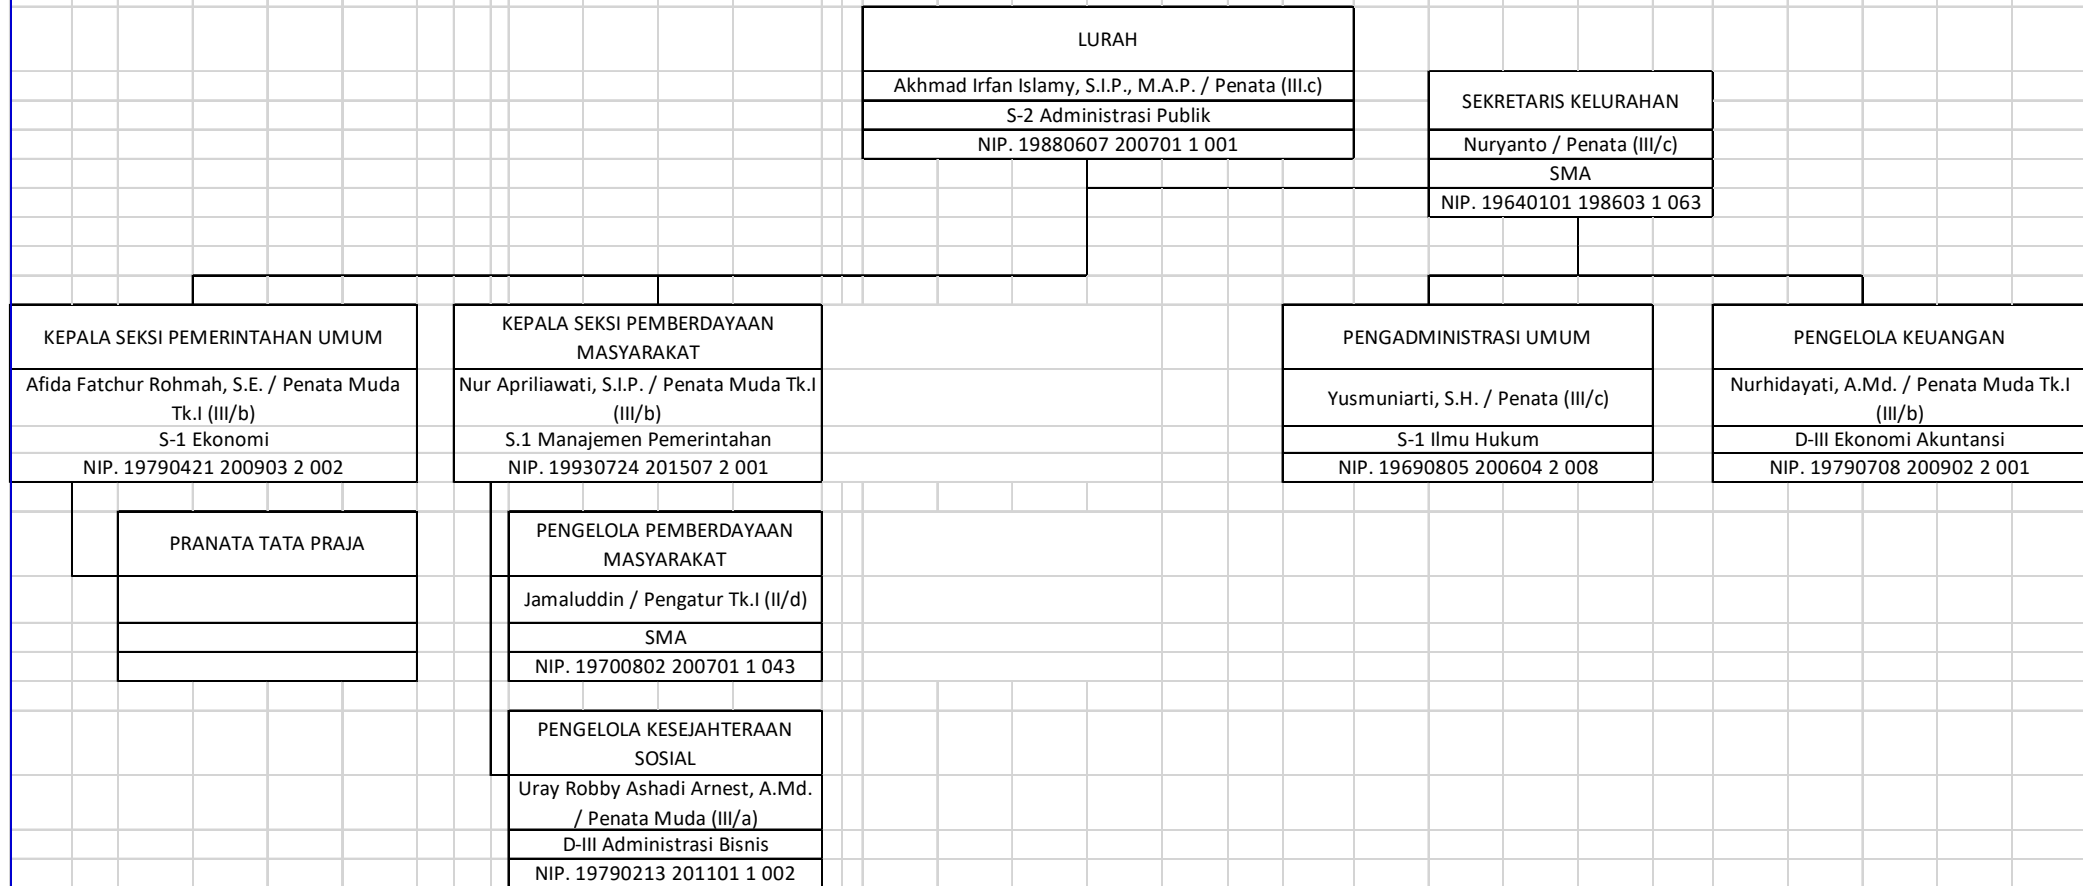 LURAH
Akhmad Irfan Islamy, S.I.P., M.A.P. / Penata (III.c)
S-2 Administrasi Publik
NIP. 19880607 200701 1 001
SEKRETARIS KELURAHAN
Nuryanto / Penata (III/c)
SMA
NIP. 19640101 198603 1 063
KEPALA SEKSI PEMERINTAHAN UMUM
Afida Fatchur Rohmah, S.E. / Penata Muda
Tk.I (III/b)
S-1 Ekonomi
NIP. 19790421 200903 2 002
KEPALA SEKSI PEMBERDAYAAN
MASYARAKAT
Nur Apriliawati, S.I.P. / Penata Muda Tk.I
(III/b)
S.1 Manajemen Pemerintahan
NIP. 19930724 201507 2 001
PENGADMINISTRASI UMUM
Yusmuniarti, S.H. / Penata (III/c)
S-1 Ilmu Hukum
NIP. 19690805 200604 2 008
PENGELOLA KEUANGAN
Nurhidayati, A.Md. / Penata Muda Tk.I
(III/b)
D-III Ekonomi Akuntansi
NIP. 19790708 200902 2 001
PRANATA TATA PRAJA
PENGELOLA PEMBERDAYAAN
MASYARAKAT
Jamaluddin / Pengatur Tk.I (II/d)
SMA
NIP. 19700802 200701 1 043
PENGELOLA KESEJAHTERAAN
SOSIAL
Uray Robby Ashadi Arnest, A.Md.
/ Penata Muda (III/a)
D-III Administrasi Bisnis
NIP. 19790213 201101 1 002